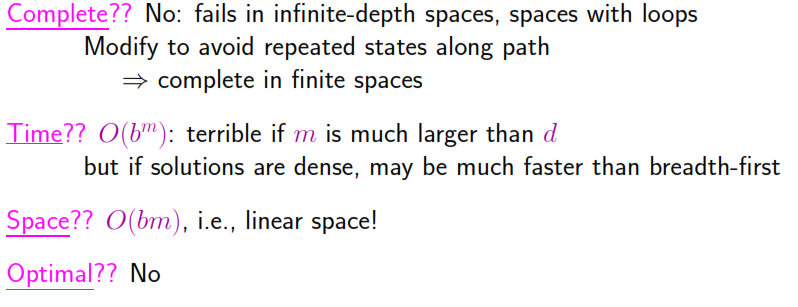 Complete?? No: fails in infinite-depth spaces, spaces with loops
Modify to avoid repeated states along path
⇒ complete in finite spaces
Time?? O(b^m): terrible if m is much larger than d
but if solutions are dense, may be much faster than breadth-first
Space?? O(bm), i.e., linear space!
Optimal?? No